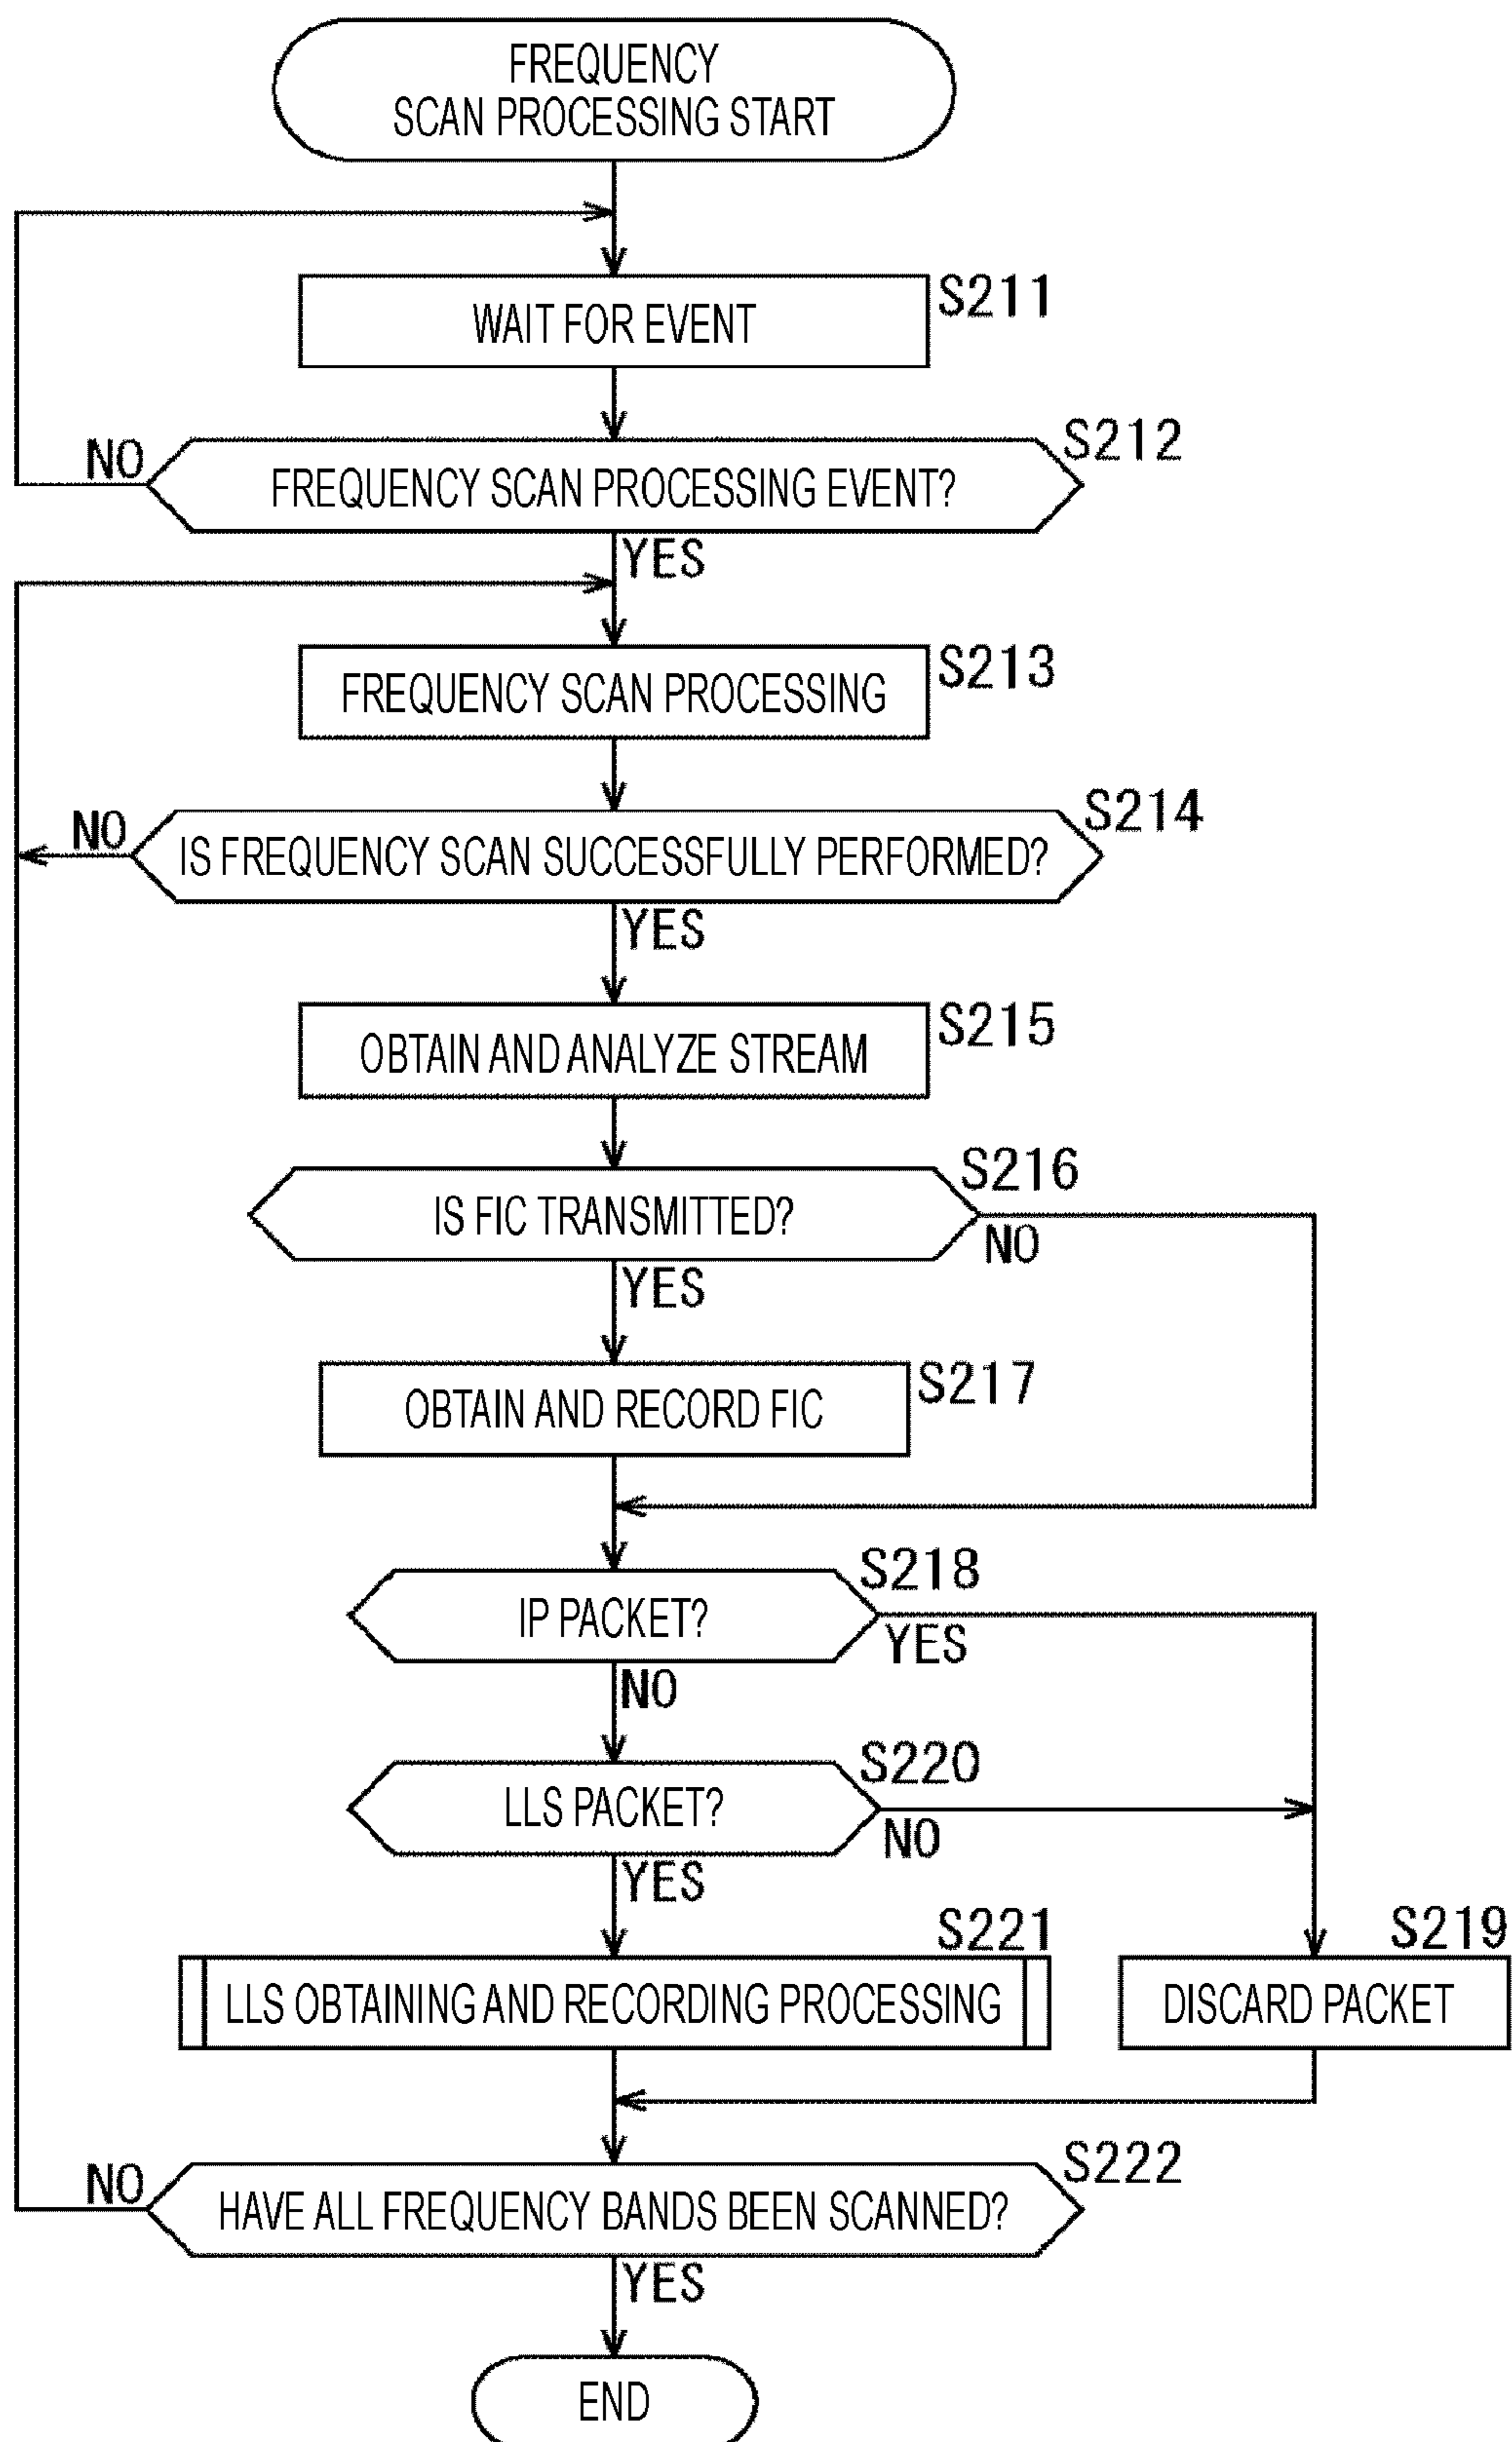 FREQUENCY
SCAN PROCESSING START
WAIT FOR EVENT
S211
FREQUENCY SCAN PROCESSING EVENT?
S212
NO
YES
FREQUENCY SCAN PROCESSING
S213
IS FREQUENCY SCAN SUCCESSFULLY PERFORMED?
S214
NO
YES
OBTAIN AND ANALYZE STREAM
S215
IS FIC TRANSMITTED?
S216
NO
YES
OBTAIN AND RECORD FIC
S217
IP PACKET?
S218
YES
NO
LLS PACKET?
S220
NO
YES
LLS OBTAINING AND RECORDING PROCESSING
S221
DISCARD PACKET
S219
HAVE ALL FREQUENCY BANDS BEEN SCANNED?
S222
NO
YES
END